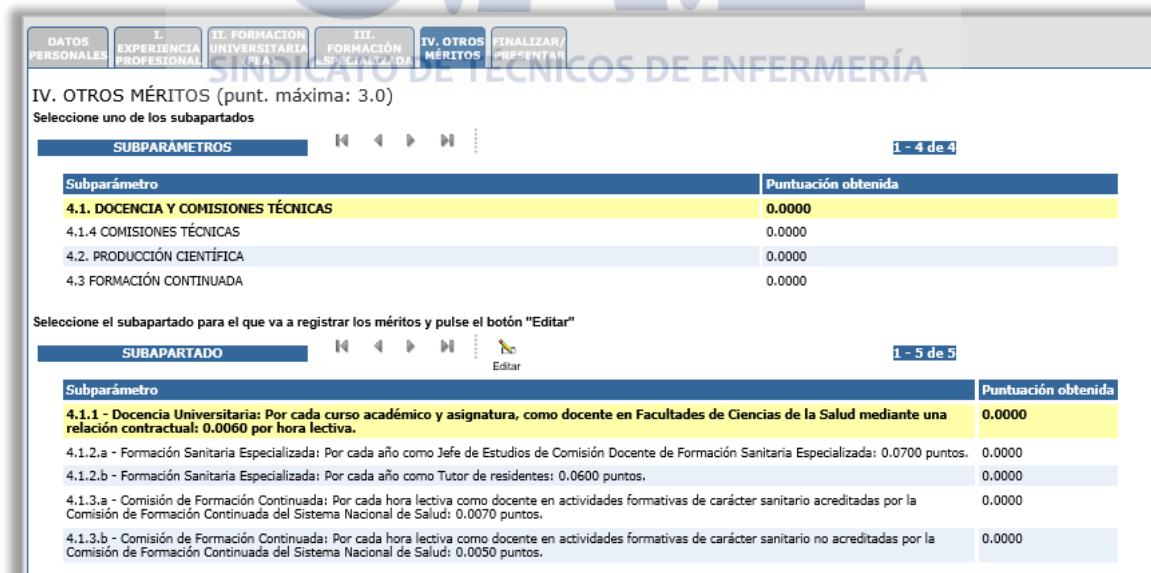 DATOS PERSONALES
I. EXPERIENCIA PROFESIONAL
II. FORMACION UNIVERSITARIA (FEA)
III. FORMACIÓN ESPECIALIZADA
IV. OTROS MÉRITOS
FINALIZAR/ PRESENTAR
SINDICATO DE TÉCNICOS DE ENFERMERÍA
IV. OTROS MÉRITOS (punt. máxima: 3.0)
Seleccione uno de los subapartados
SUBPARÁMETROS 1 - 4 de 4
Subparámetro Puntuación obtenida
4.1. DOCENCIA Y COMISIONES TÉCNICAS 0.0000
4.1.4 COMISIONES TÉCNICAS 0.0000
4.2. PRODUCCIÓN CIENTÍFICA 0.0000
4.3 FORMACIÓN CONTINUADA 0.0000
Seleccione el subapartado para el que va a registrar los méritos y pulse el botón "Editar"
SUBAPARTADO Editar 1 - 5 de 5
Subparámetro Puntuación obtenida
4.1.1 - Docencia Universitaria: Por cada curso académico y asignatura, como docente en Facultades de Ciencias de la Salud mediante una 0.0000
relación contractual: 0.0060 por hora lectiva.
4.1.2.a - Formación Sanitaria Especializada: Por cada año como Jefe de Estudios de Comisión Docente de Formación Sanitaria Especializada: 0.0700 puntos. 0.0000
4.1.2.b - Formación Sanitaria Especializada: Por cada año como Tutor de residentes: 0.0600 puntos. 0.0000
4.1.3.a - Comisión de Formación Continuada: Por cada hora lectiva como docente en actividades formativas de carácter sanitario acreditadas por la 0.0000
Comisión de Formación Continuada del Sistema Nacional de Salud: 0.0070 puntos.
4.1.3.b - Comisión de Formación Continuada: Por cada hora lectiva como docente en actividades formativas de carácter sanitario no acreditadas por la 0.0000
Comisión de Formación Continuada del Sistema Nacional de Salud: 0.0050 puntos.